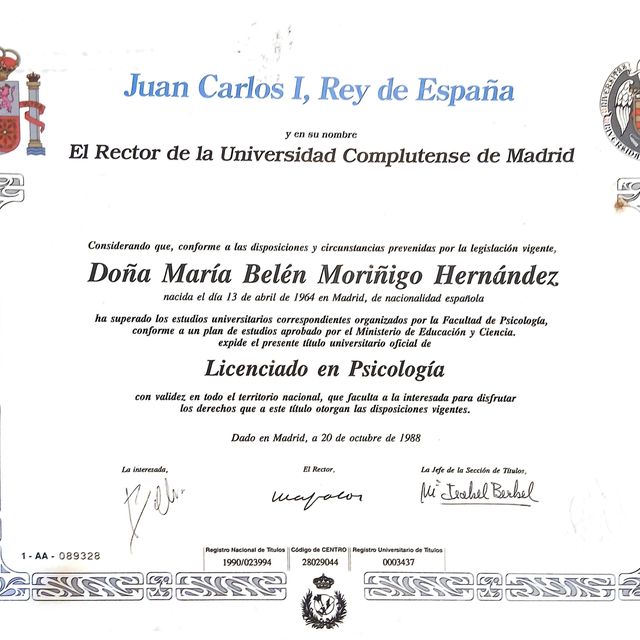 Juan Carlos I, Rey de España
y en su nombre
El Rector de la Universidad Complutense de Madrid
Considerando que, conforme a las disposiciones y circunstancias prevenidas por la legislación vigente,
Doña María Belén Moriñigo Hernández
nacida el día 13 de abril de 1964 en Madrid, de nacionalidad española
ha superado los estudios universitarios correspondientes organizados por la Facultad de Psicología,
conforme a un plan de estudios aprobado por el Ministerio de Educación y Ciencia.
expide el presente título universitario oficial de
Licenciado en Psicología
con validez en todo el territorio nacional, que faculta a la interesada para disfrutar
los derechos que a este título otorgan las disposiciones vigentes.
Dado en Madrid, a 20 de octubre de 1988
La interesada,
El Rector,
La Jefe de la Sección de Títulos,
Mª Isabel
1 - AA - 089328
Registro Nacional de Títulos
Código de CENTRO
Registro Universitario de Títulos
1990/023994
28029044
0003437